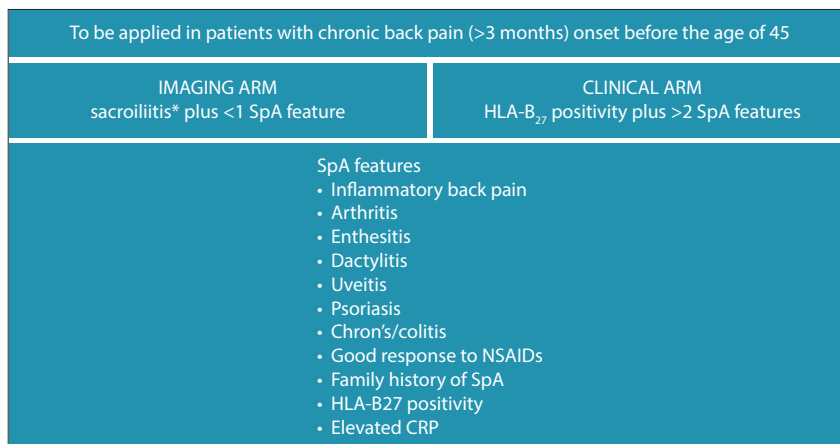 To be applied in patients with chronic back pain (>3 months) onset before the age of 45
IMAGING ARM
sacroiliitis* plus <1 SpA feature
CLINICAL ARM
HLA-B27 positivity plus >2 SpA features
SpA features
• Inflammatory back pain
• Arthritis
• Enthesitis
• Dactylitis
• Uveitis
• Psoriasis
• Chron's/colitis
• Good response to NSAIDs
• Family history of SpA
• HLA-B27 positivity
• Elevated CRP